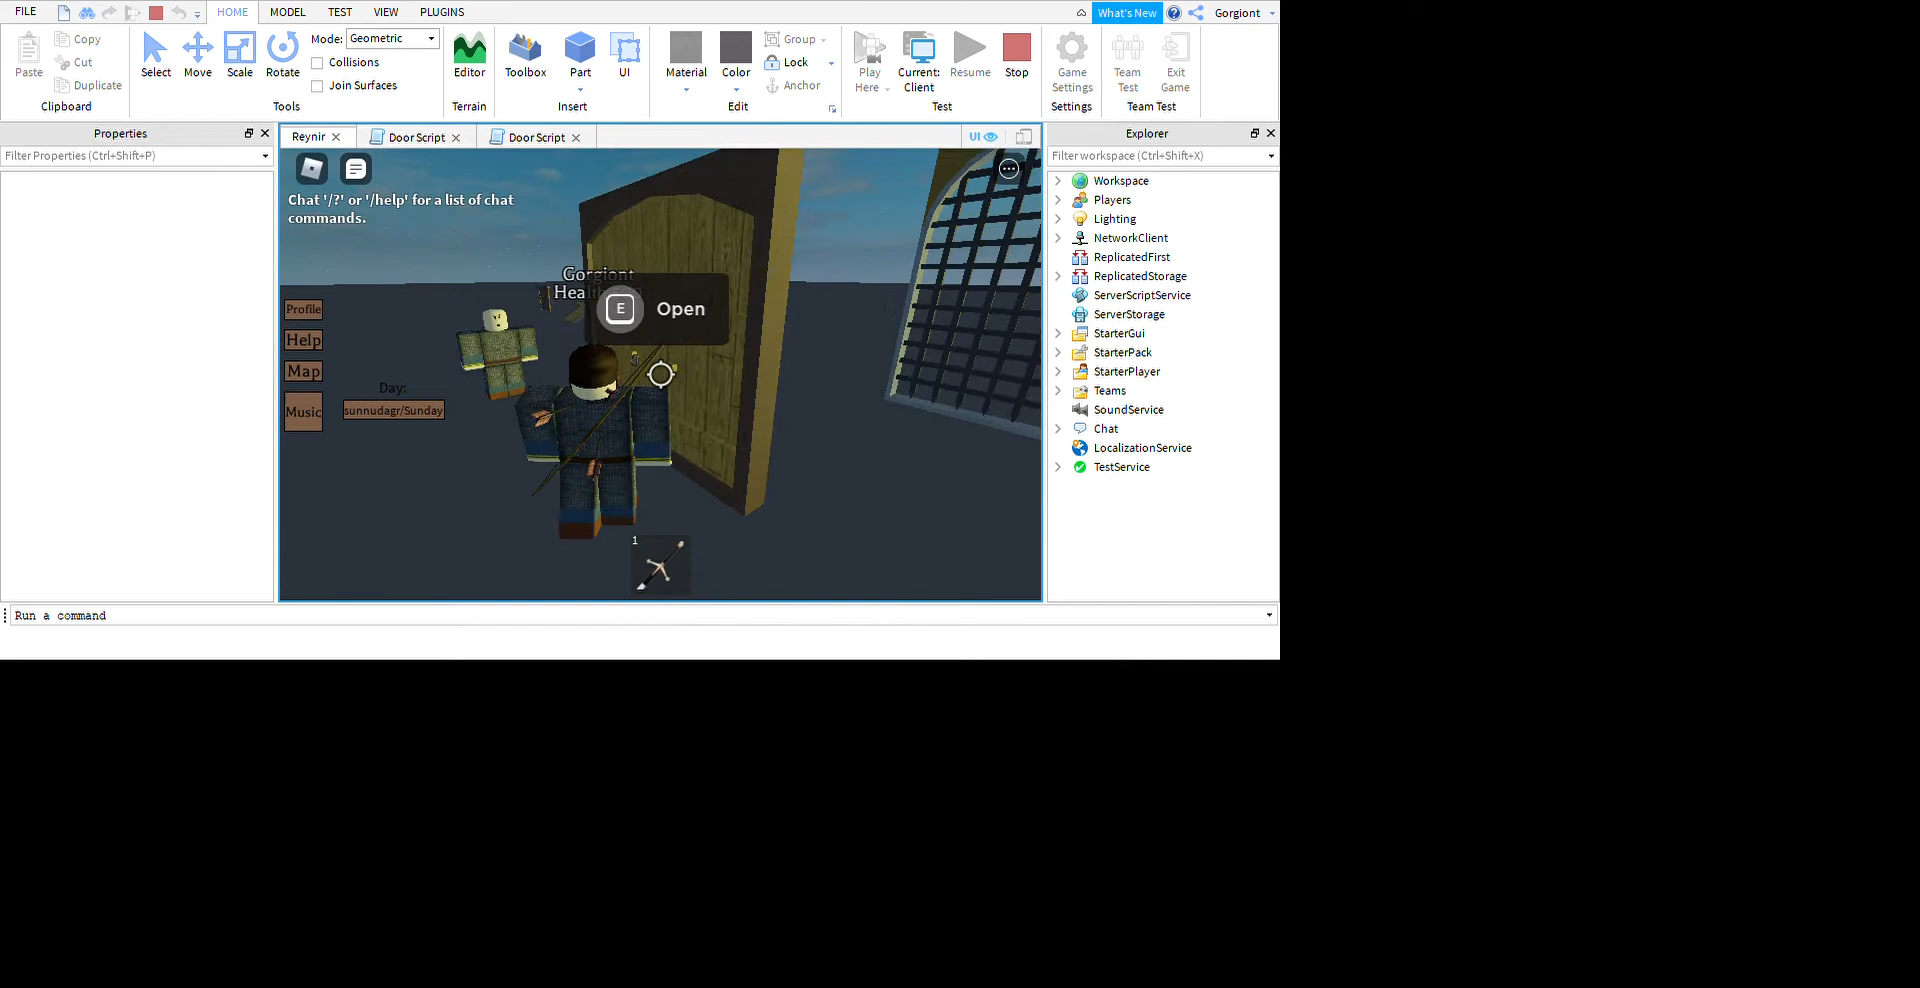 FILE
HOME
MODEL
TEST
VIEW
PLUGINS
What's New
Gorgiont
Paste
Copy
Cut
Duplicate
Clipboard
Select
Move
Scale
Rotate
Mode: Geometric
Collisions
Join Surfaces
Tools
Editor
Terrain
Toolbox
Part
UI
Insert
Material
Color
Group
Lock
Anchor
Edit
Play
Here
Current:
Client
Resume
Stop
Test
Game
Settings
Settings
Team
Test
Exit
Game
Team Test
Properties
Filter Properties (Ctrl+Shift+P)
Reynir
Door Script
Door Script
UI
Chat '/?' or '/help' for a list of chat
commands.
Gorgiont
E
Open
Profile
Help
Map
Music
Day:
sunnudagr/Sunday
1
Explorer
Filter workspace (Ctrl+Shift+X)
Workspace
Players
Lighting
NetworkClient
ReplicatedFirst
ReplicatedStorage
ServerScriptService
ServerStorage
StarterGui
StarterPack
StarterPlayer
Teams
SoundService
Chat
LocalizationService
TestService
Run a command